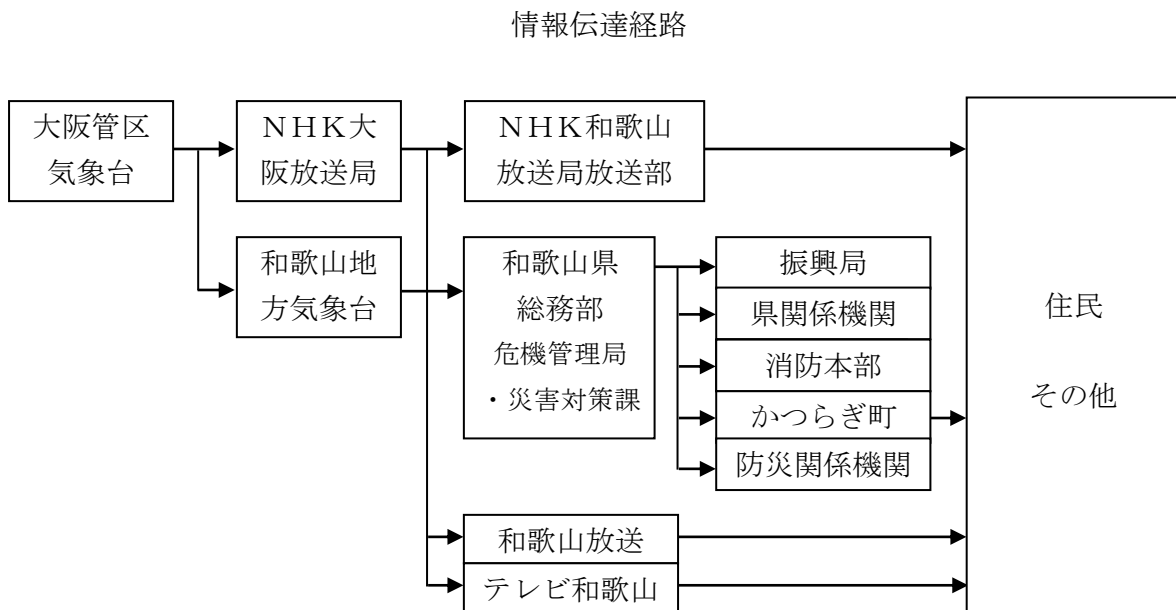 情報伝達経路
大阪管区
気象台
ＮＨＫ大
阪放送局
ＮＨＫ和歌山
放送局放送部
和歌山地
方気象台
和歌山県
総務部
危機管理局
・災害対策課
振興局
県関係機関
消防本部
かつらぎ町
防災関係機関
和歌山放送
テレビ和歌山
住民
その他